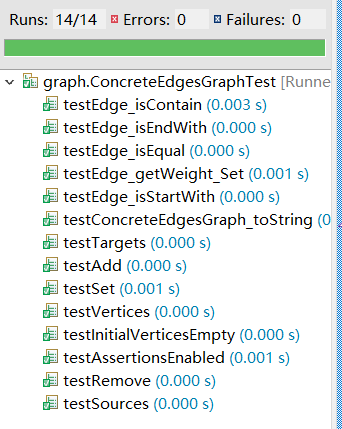 Runs: 14/14 Errors: 0 Failures: 0
graph.ConcreteEdgesGraphTest [Runne
testEdge_isContain (0.003 s)
testEdge_isEndWith (0.000 s)
testEdge_isEqual (0.000 s)
testEdge_getWeight_Set (0.001 s)
testEdge_isStartWith (0.000 s)
testConcreteEdgesGraph_toString (0
testTargets (0.000 s)
testAdd (0.000 s)
testSet (0.001 s)
testVertices (0.000 s)
testInitialVerticesEmpty (0.000 s)
testAssertionsEnabled (0.001 s)
testRemove (0.000 s)
testSources (0.000 s)